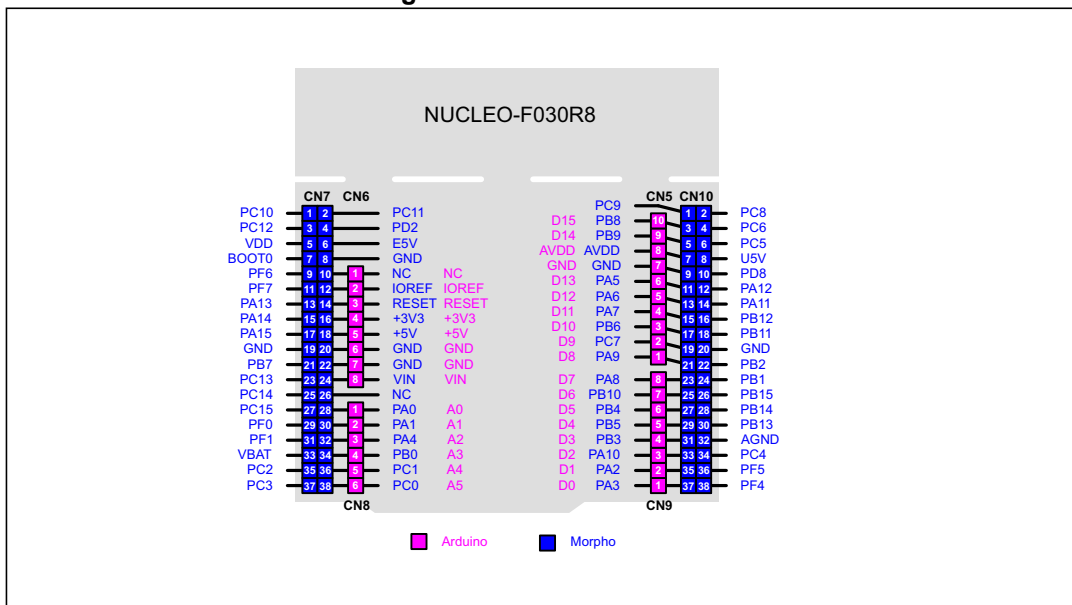 NUCLEO-F030R8
CN7 CN6 CN5 CN10
PC9 1 2 PC8
PC10 1 2 PC11 D15 PB8 10 3 4 PC6
PC12 3 4 PD2 D14 PB9 9 5 6 PC5
VDD 5 6 E5V AVDD AVDD 8 7 8 U5V
BOOT0 7 8 GND GND GND 7 9 10 PD8
PF6 9 10 1 NC NC D13 PA5 6 11 12 PA12
PF7 11 12 2 IOREF IOREF D12 PA6 5 13 14 PA11
PA13 13 14 3 RESET RESET D11 PA7 4 15 16 PB12
PA14 15 16 4 +3V3 +3V3 D10 PB6 3 17 18 PB11
PA15 17 18 5 +5V +5V D9 PC7 2 19 20 GND
GND 19 20 6 GND GND D8 PA9 1 21 22 PB2
PB7 21 22 7 GND GND
PC13 23 24 8 VIN VIN D7 PA8 8 23 24 PB1
PC14 25 26 NC D6 PB10 7 25 26 PB15
PC15 27 28 1 PA0 A0 D5 PB4 6 27 28 PB14
PF0 29 30 2 PA1 A1 D4 PB5 5 29 30 PB13
PF1 31 32 3 PA4 A2 D3 PB3 4 31 32 AGND
VBAT 33 34 4 PB0 A3 D2 PA10 3 33 34 PC4
PC2 35 36 5 PC1 A4 D1 PA2 2 35 36 PF5
PC3 37 38 6 PC0 A5 D0 PA3 1 37 38 PF4
CN8 CN9
Arduino Morpho